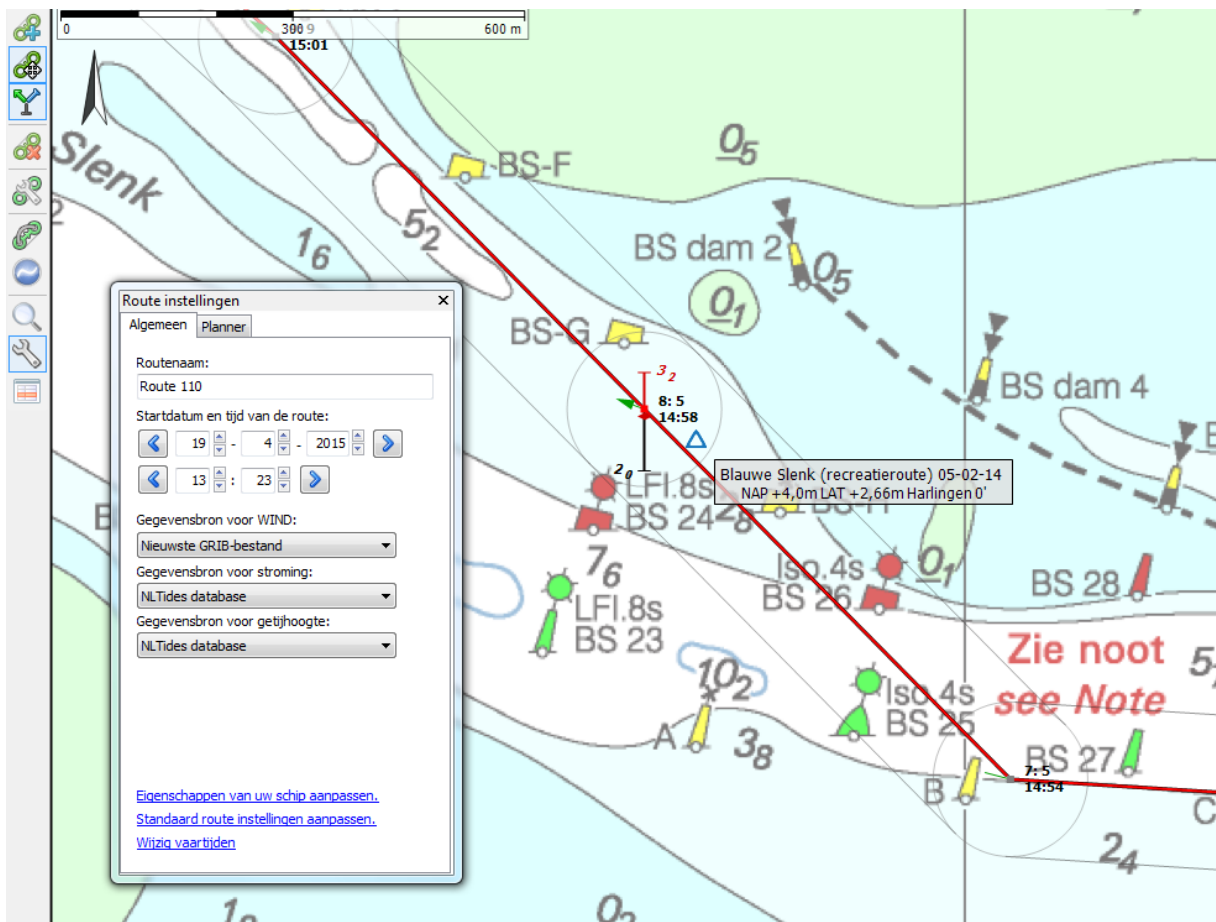 0 300 600 m
9
15:01
Slenk
2
1₆
5₂
BS-F
0₅
BS dam 2
0₅
0₁
BS-G
3₂
8: 5
14:58
2₀
BS dam 4
Blauwe Slenk (recreatieroute) 05-02-14
NAP +4,0m LAT +2,66m Harlingen 0'
LFl.8s
BS 24
2₈
BS-H
7₆
LFl.8s
BS 23
Iso.4s
BS 26
0₁
BS 28
Zie noot
see Note
5
10₂
A
3₈
Iso.4s
BS 25
B
BS 27
7: 5
14:54
C
2₄
0₂
Route instellingen
Algemeen Planner
Routenaam:
Route 110
Startdatum en tijd van de route:
19 - 4 - 2015
13 : 23
Gegevensbron voor WIND:
Nieuwste GRIB-bestand
Gegevensbron voor stroming:
NLTides database
Gegevensbron voor getijhoogte:
NLTides database
Eigenschappen van uw schip aanpassen.
Standaard route instellingen aanpassen.
Wijzig vaartijden